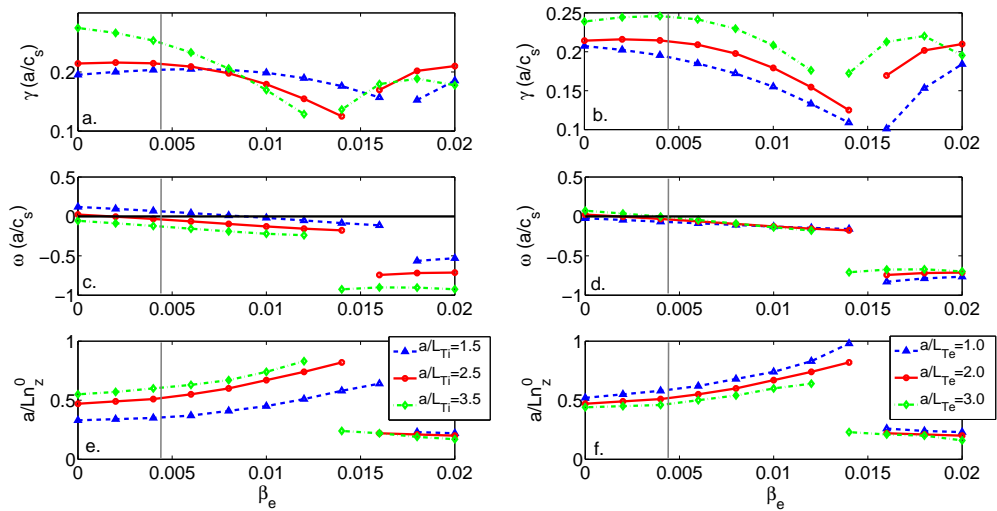 0.2
0.1
γ (a/c_s)
a.
0 0.005 0.01 0.015 0.02
0.25
0.2
0.15
0.1
γ (a/c_s)
b.
0 0.005 0.01 0.015 0.02
0.5
0
−0.5
−1
ω (a/c_s)
c.
0 0.005 0.01 0.015 0.02
0.5
0
−0.5
−1
ω (a/c_s)
d.
0 0.005 0.01 0.015 0.02
1
0.5
0
a/Ln_z^0
e.
a/L_Ti=1.5
a/L_Ti=2.5
a/L_Ti=3.5
0 0.005 0.01 0.015 0.02
β_e
1
0.5
0
a/Ln_z^0
f.
a/L_Te=1.0
a/L_Te=2.0
a/L_Te=3.0
0 0.005 0.01 0.015 0.02
β_e